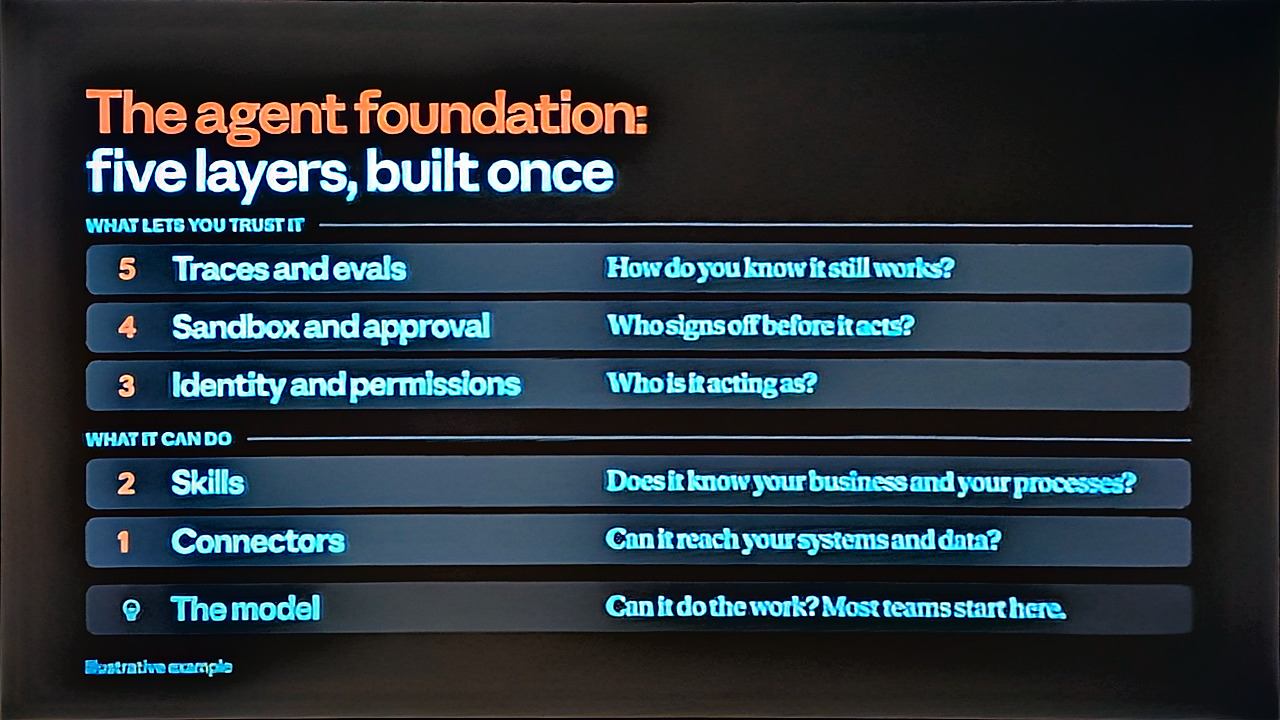 The agent foundation:
five layers, built once
WHAT LETS YOU TRUST IT
5 Traces and evals How do you know it still works?
4 Sandbox and approval Who signs off before it acts?
3 Identity and permissions Who is it acting as?
WHAT IT CAN DO
2 Skills Does it know your business and your processes?
1 Connectors Can it reach your systems and data?
The model Can it do the work? Most teams start here.
Illustrative example